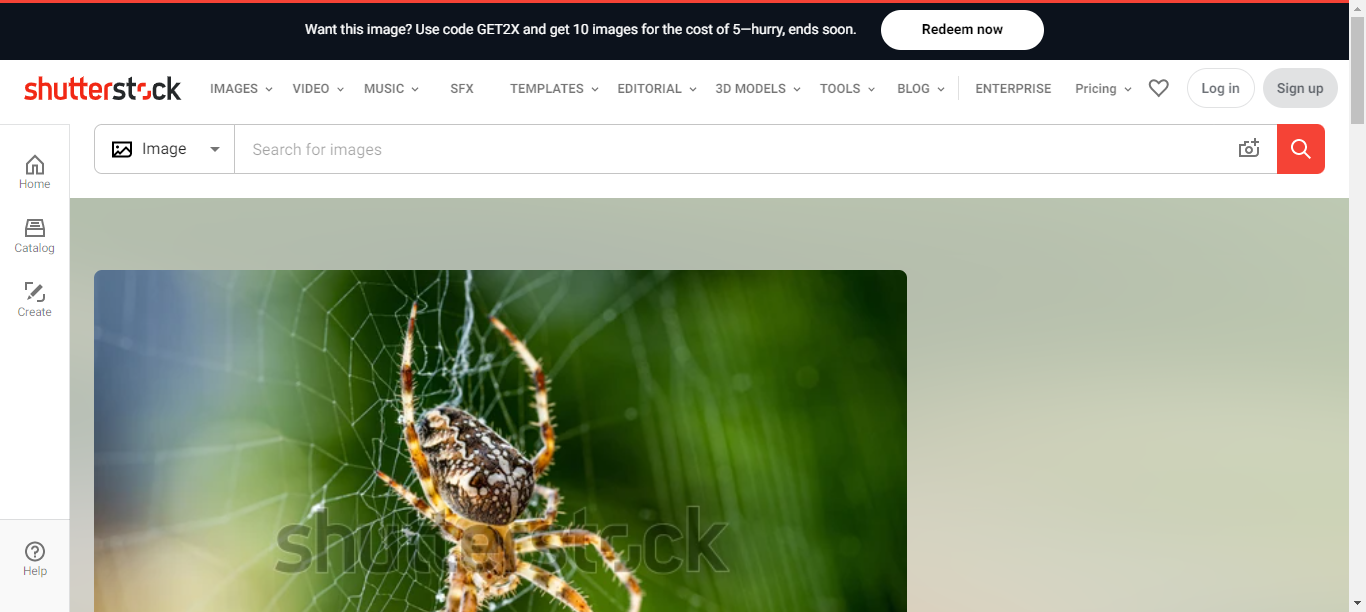 Want this image? Use code GET2X and get 10 images for the cost of 5—hurry, ends soon.
Redeem now
shutterstock
IMAGES
VIDEO
MUSIC
SFX
TEMPLATES
EDITORIAL
3D MODELS
TOOLS
BLOG
ENTERPRISE
Pricing
Log in
Sign up
Image
Search for images
Home
Catalog
Create
shutterstock
Help